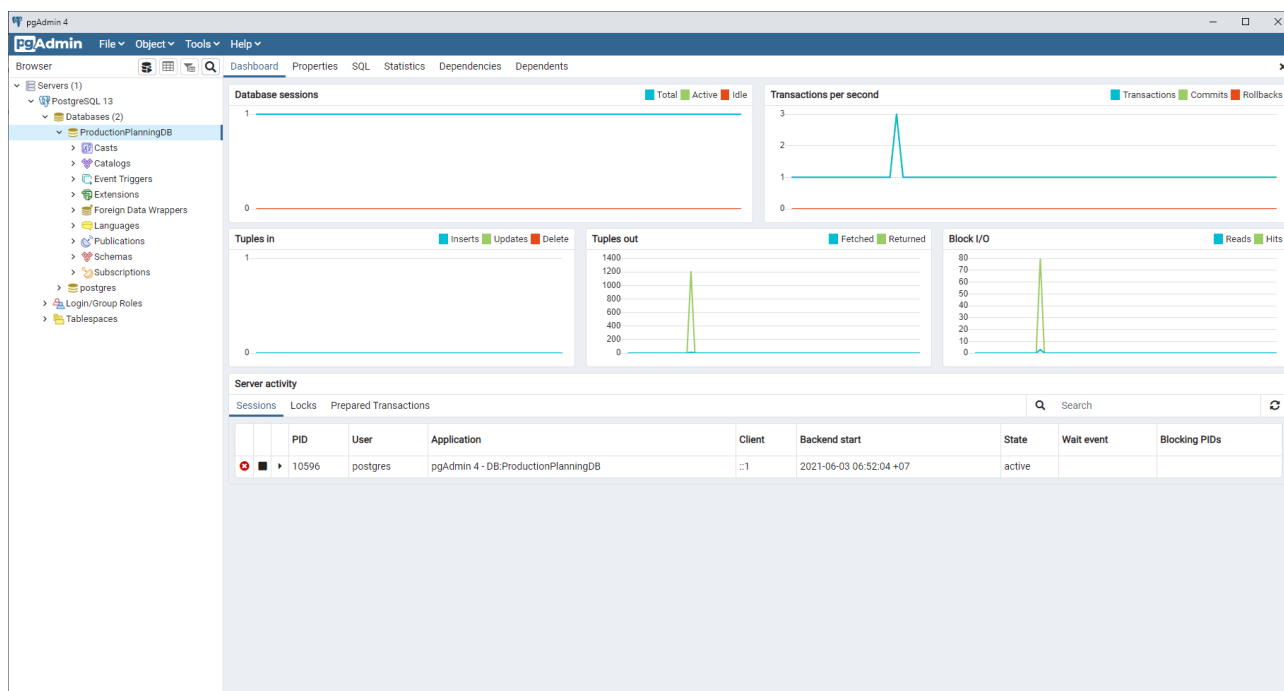 pgAdmin 4
pgAdmin File Object Tools Help
Browser
Dashboard Properties SQL Statistics Dependencies Dependents
Servers (1)
PostgreSQL 13
Databases (2)
ProductionPlanningDB
Casts
Catalogs
Event Triggers
Extensions
Foreign Data Wrappers
Languages
Publications
Schemas
Subscriptions
postgres
Login/Group Roles
Tablespaces
Database sessions Total Active Idle
1
0
Transactions per second Transactions Commits Rollbacks
3
2
1
0
Tuples in Inserts Updates Delete
1
0
Tuples out Fetched Returned
1400
1200
1000
800
600
400
200
0
Block I/O Reads Hits
80
70
60
50
40
30
20
10
0
Server activity
Sessions Locks Prepared Transactions Search
PID User Application Client Backend start State Wait event Blocking PIDs
10596 postgres pgAdmin 4 - DB:ProductionPlanningDB ::1 2021-06-03 06:52:04 +07 active